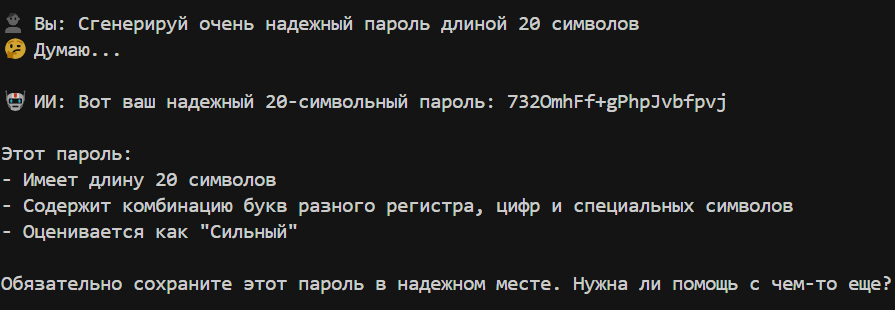 Вы: Сгенерируй очень надежный пароль длиной 20 символов
Думаю...
ИИ: Вот ваш надежный 20-символьный пароль: 732OmhFf+gPhpJvbfpvj
Этот пароль:
- Имеет длину 20 символов
- Содержит комбинацию букв разного регистра, цифр и специальных символов
- Оценивается как "Сильный"
Обязательно сохраните этот пароль в надежном месте. Нужна ли помощь с чем-то еще?